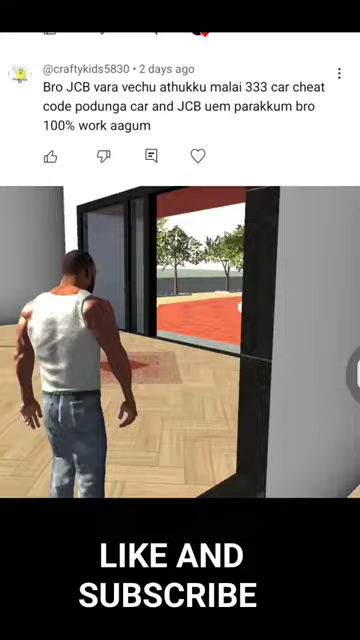 @craftykids5830 • 2 days ago
Bro JCB vara vechu athukku malai 333 car cheat
code podunga car and JCB uem parakkum bro
100% work aagum
LIKE AND
SUBSCRIBE